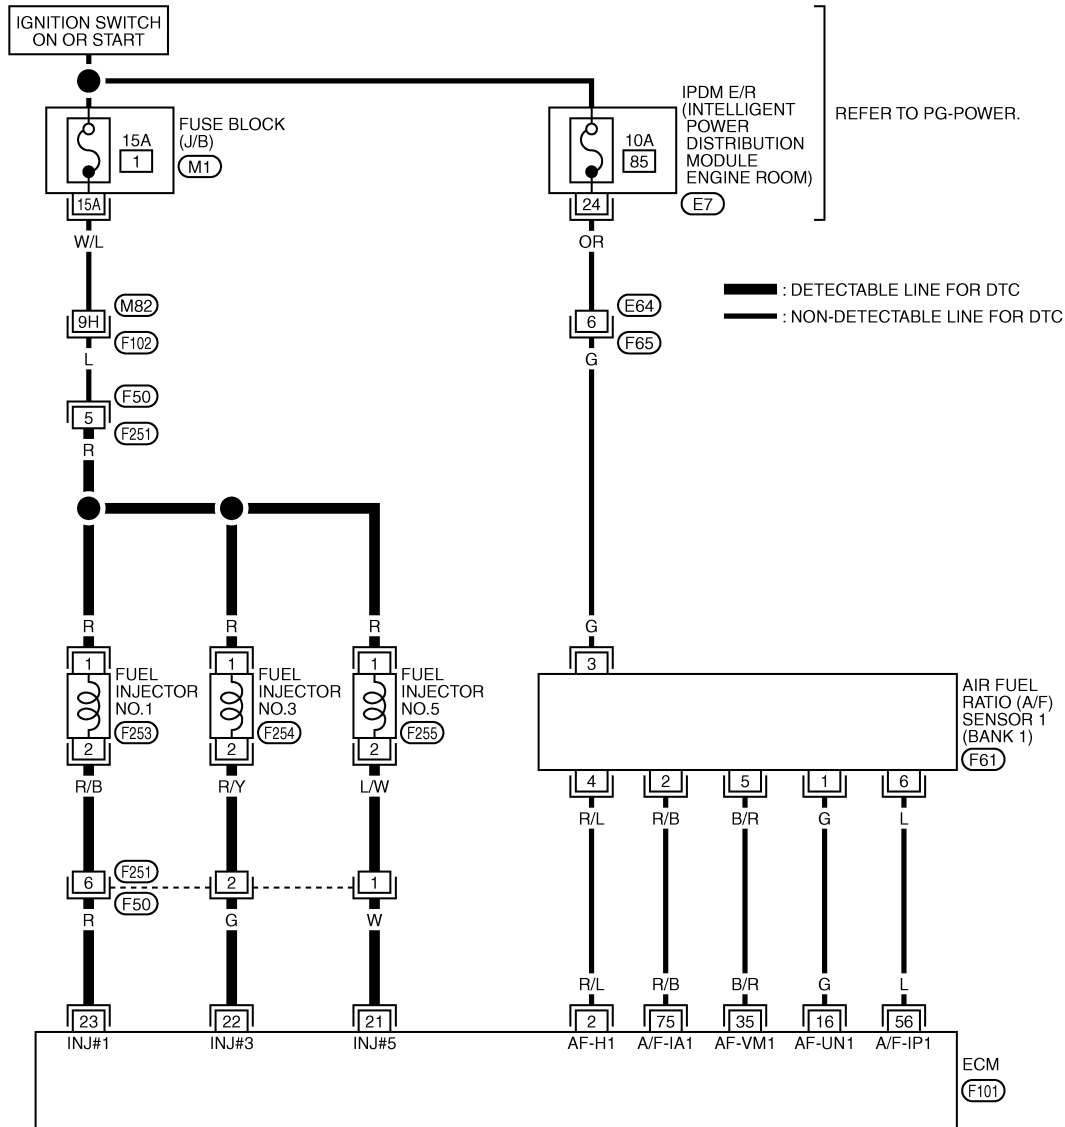 IGNITION SWITCH
ON OR START
FUSE BLOCK
(J/B)
M1
15A
1
15A
10A
85
24
IPDM E/R
(INTELLIGENT
POWER
DISTRIBUTION
MODULE
ENGINE ROOM)
E7
REFER TO PG-POWER.
W/L
OR
: DETECTABLE LINE FOR DTC
: NON-DETECTABLE LINE FOR DTC
9H
M82
F102
6
E64
F65
L
G
5
F50
F251
R
R
R
R
G
1
1
1
3
FUEL
INJECTOR
NO.1
F253
FUEL
INJECTOR
NO.3
F254
FUEL
INJECTOR
NO.5
F255
AIR FUEL
RATIO (A/F)
SENSOR 1
(BANK 1)
F61
2
2
2
4
2
5
1
6
R/B
R/Y
L/W
R/L
R/B
B/R
G
L
6
F251
F50
2
1
R
G
W
R/L
R/B
B/R
G
L
23
22
21
2
75
35
16
56
INJ#1
INJ#3
INJ#5
AF-H1
A/F-IA1
AF-VM1
AF-UN1
A/F-IP1
ECM
F101